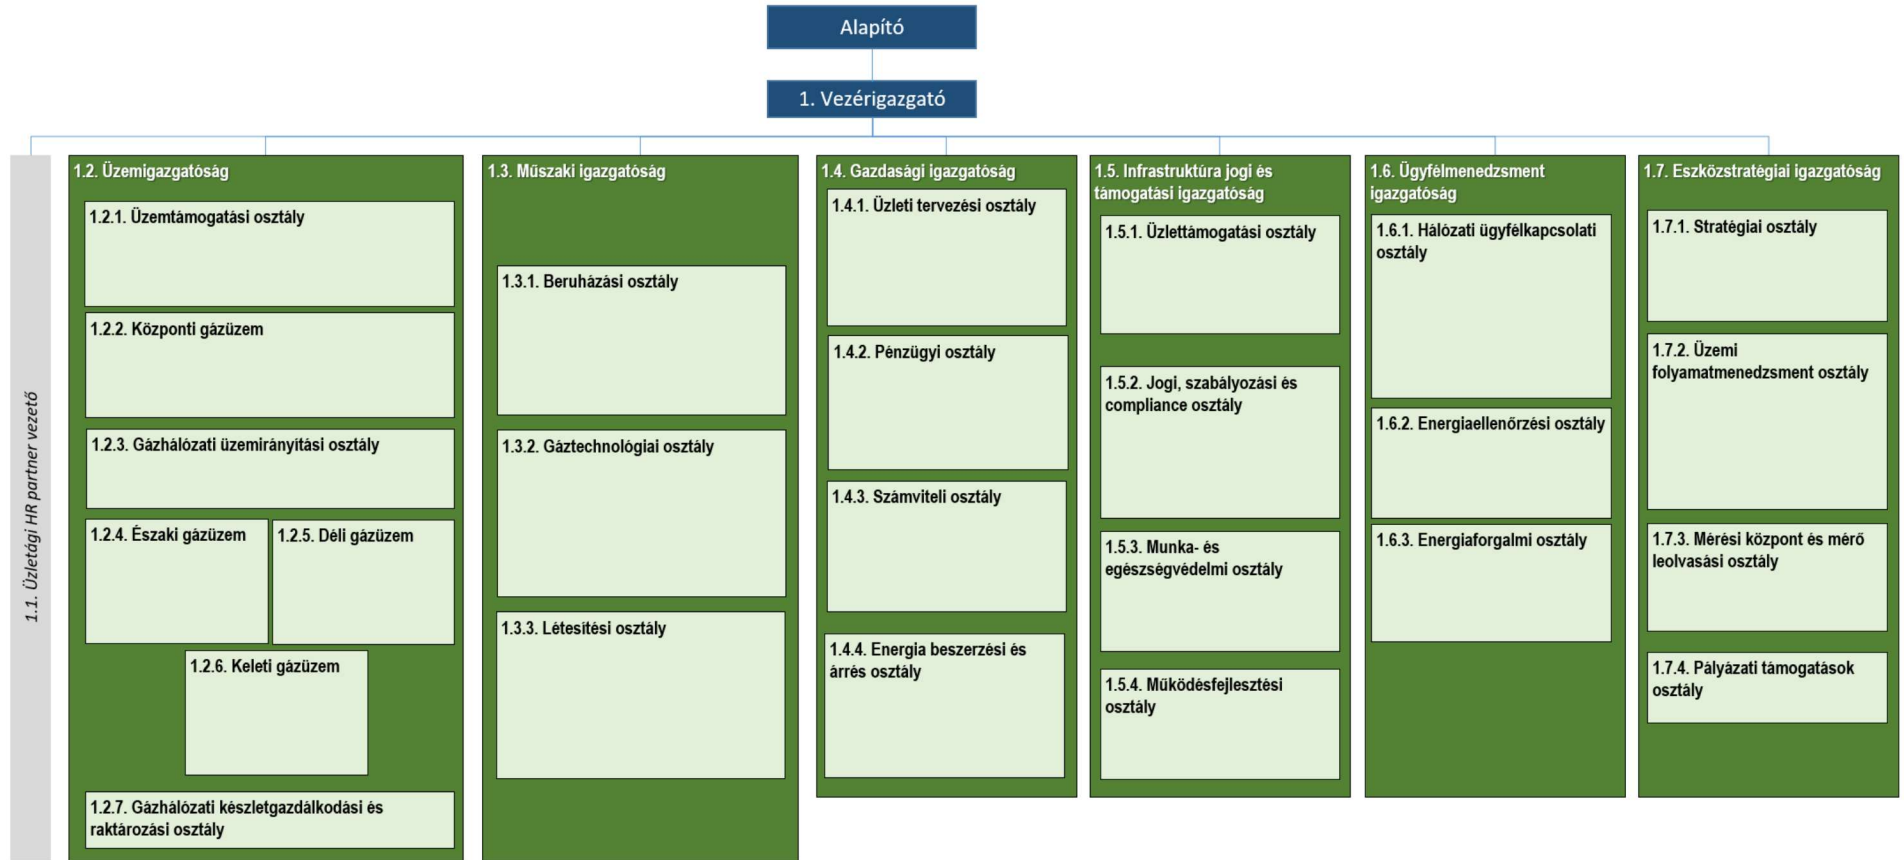 Alapító
1. Vezérigazgató
1.1. Üzletági HR partner vezető
1.2. Üzemigazgatóság
1.2.1. Üzemtámogatási osztály
1.2.2. Központi gázüzem
1.2.3. Gázhálózati üzemirányítási osztály
1.2.4. Északi gázüzem
1.2.5. Déli gázüzem
1.2.6. Keleti gázüzem
1.2.7. Gázhálózati készletgazdálkodási és
raktározási osztály
1.3. Műszaki igazgatóság
1.3.1. Beruházási osztály
1.3.2. Gáztechnológiai osztály
1.3.3. Létesítési osztály
1.4. Gazdasági igazgatóság
1.4.1. Üzleti tervezési osztály
1.4.2. Pénzügyi osztály
1.4.3. Számviteli osztály
1.4.4. Energia beszerzési és
árrés osztály
1.5. Infrastruktúra jogi és
támogatási igazgatóság
1.5.1. Üzlettámogatási osztály
1.5.2. Jogi, szabályozási és
compliance osztály
1.5.3. Munka- és
egészségvédelmi osztály
1.5.4. Működésfejlesztési
osztály
1.6. Ügyfélmenedzsment
igazgatóság
1.6.1. Hálózati ügyfélkapcsolati
osztály
1.6.2. Energiaellenőrzési osztály
1.6.3. Energiaforgalmi osztály
1.7. Eszközstratégiai igazgatóság
1.7.1. Stratégiai osztály
1.7.2. Üzemi
folyamatmenedzsment osztály
1.7.3. Mérési központ és mérő
leolvasási osztály
1.7.4. Pályázati támogatások
osztály